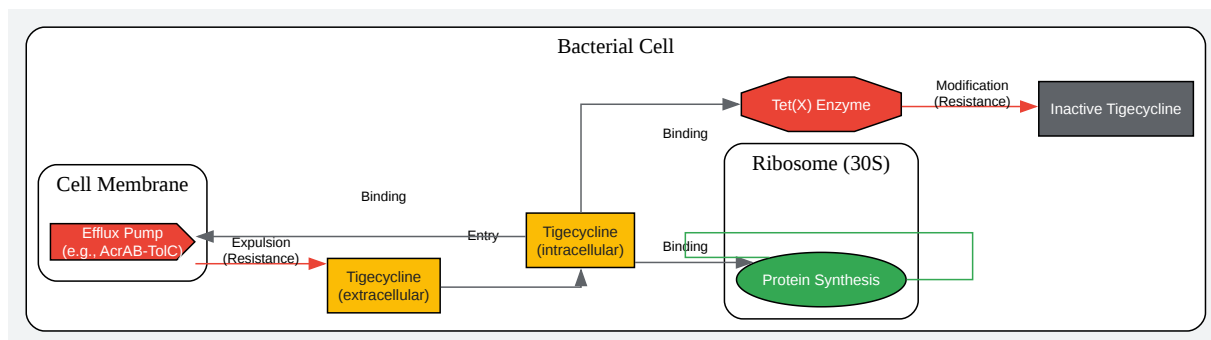 Bacterial Cell
Modification
(Resistance)
Tet(X) Enzyme
Inactive Tigecycline
Binding
Ribosome (30S)
Cell Membrane
Binding
Efflux Pump
(e.g., AcrAB-TolC)
Expulsion
(Resistance)
Entry
Tigecycline
(intracellular)
Binding
Tigecycline
(extracellular)
Protein Synthesis